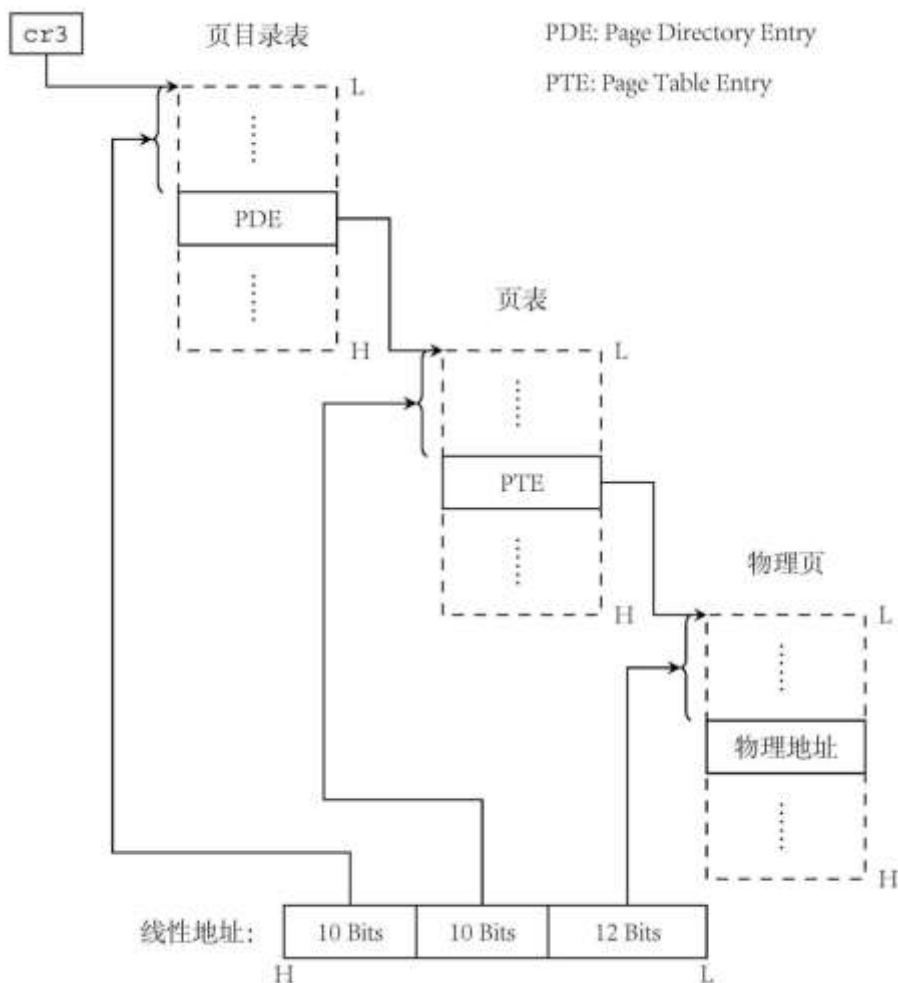 cr3
页目录表
PDE: Page Directory Entry
PTE: Page Table Entry
L
PDE
H
页表
L
PTE
H
物理页
L
物理地址
H
线性地址:
10 Bits
10 Bits
12 Bits
H
L